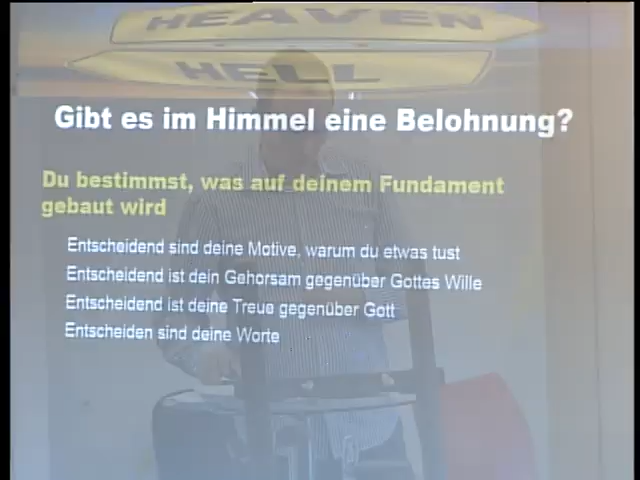 HEAVEN
HELL
Gibt es im Himmel eine Belohnung?
Du bestimmst, was auf deinem Fundament
gebaut wird
Entscheidend sind deine Motive, warum du etwas tust
Entscheidend ist dein Gehorsam gegenüber Gottes Wille
Entscheidend ist deine Treue gegenüber Gott
Entscheiden sind deine Worte